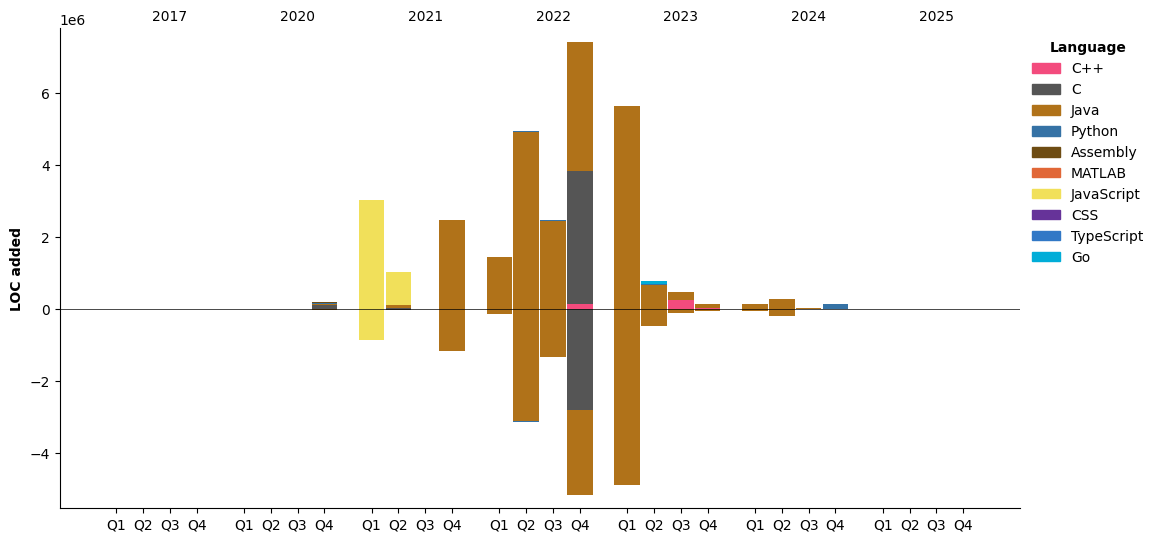 1e6
2017 2020 2021 2022 2023 2024 2025
LOC added
6
4
2
0
−2
−4
Q1 Q2 Q3 Q4 Q1 Q2 Q3 Q4 Q1 Q2 Q3 Q4 Q1 Q2 Q3 Q4 Q1 Q2 Q3 Q4 Q1 Q2 Q3 Q4 Q1 Q2 Q3 Q4
Language
C++
C
Java
Python
Assembly
MATLAB
JavaScript
CSS
TypeScript
Go